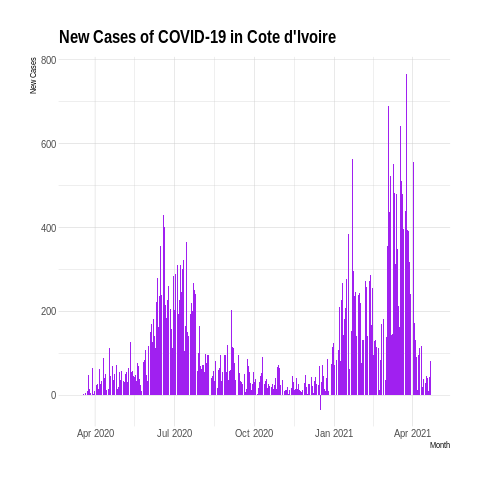 New Cases of COVID-19 in Cote d'Ivoire
New Cases
800
600
400
200
0
Apr 2020 Jul 2020 Oct 2020 Jan 2021 Apr 2021
Month